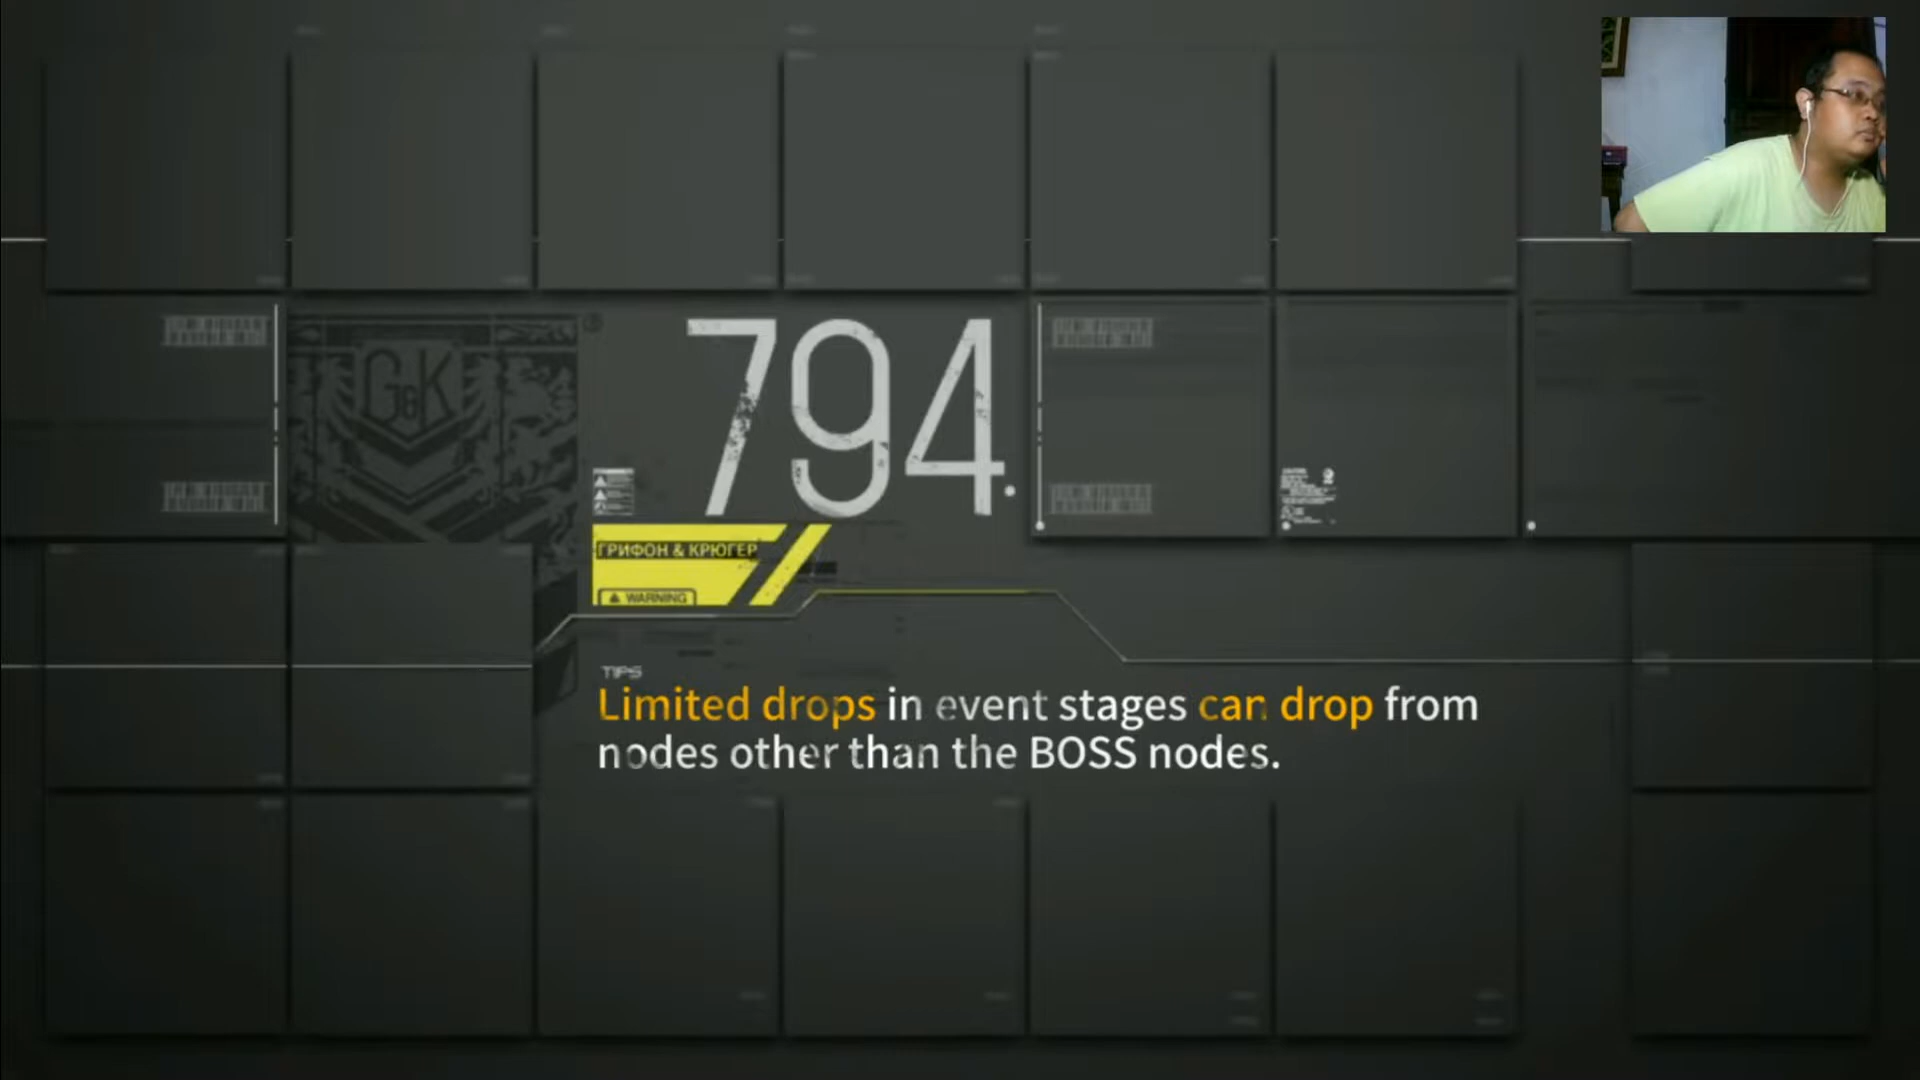 G&K
794.
ГРИФОН & КРЮГЕР
WARNING
TIPS
Limited drops in event stages can drop from
nodes other than the BOSS nodes.